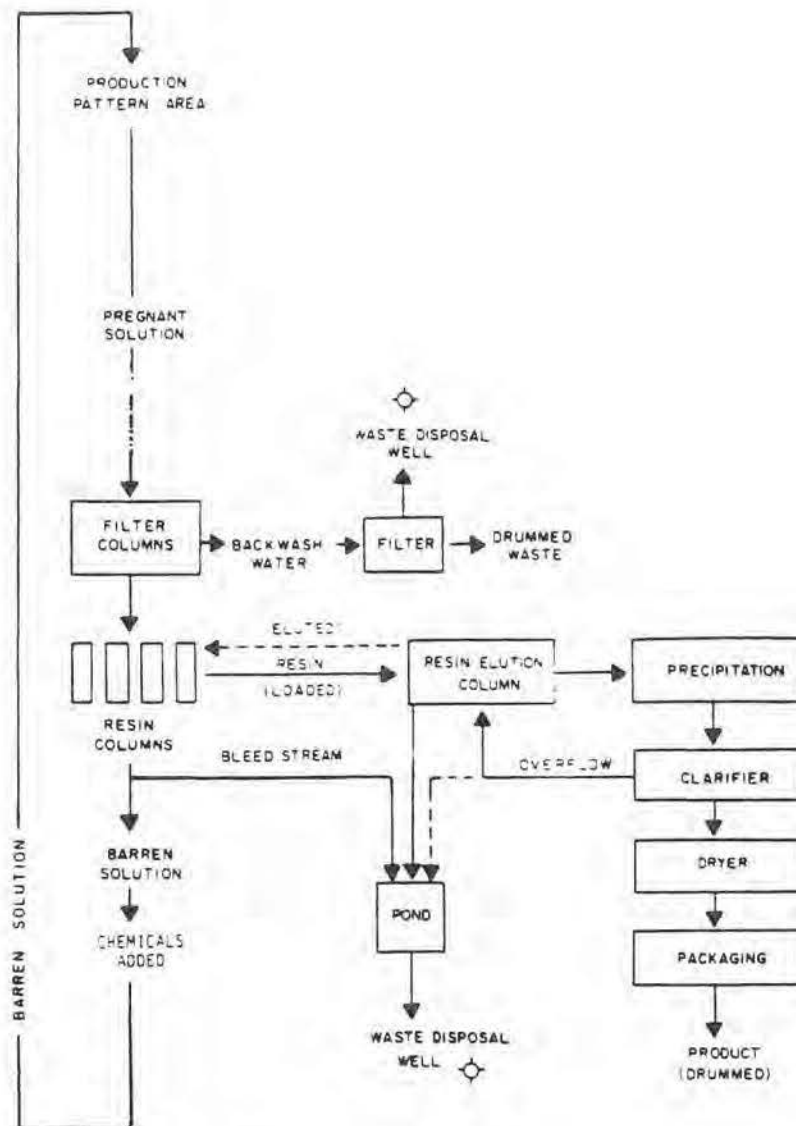 PRODUCTION
PATTERN AREA
PREGNANT
SOLUTION
WASTE DISPOSAL
WELL
FILTER
COLUMNS
BACKWASH
WATER
FILTER
DRUMMED
WASTE
ELUTED
RESIN
(LOADED)
RESIN ELUTION
COLUMN
PRECIPITATION
RESIN
COLUMNS
BLEED STREAM
OVERFLOW
CLARIFIER
BARREN
SOLUTION
DRYER
POND
CHEMICALS
ADDED
PACKAGING
BARREN SOLUTION
WASTE DISPOSAL
WELL
PRODUCT
(DRUMMED)